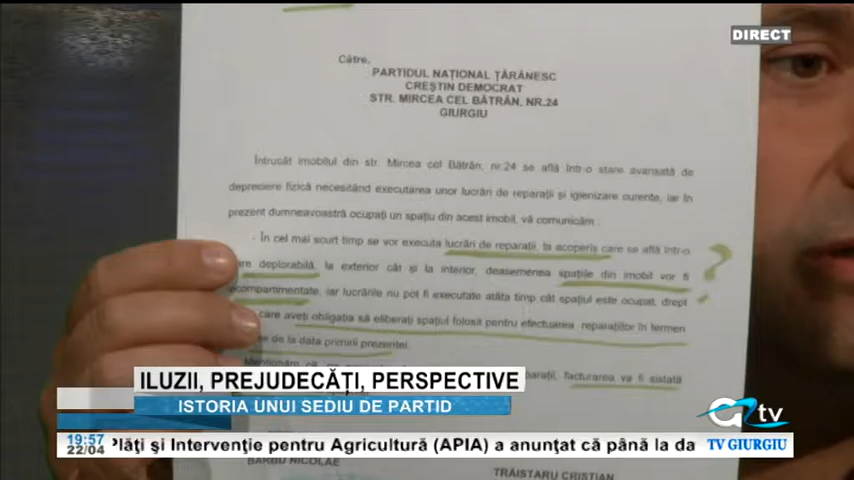 DIRECT
Către,
PARTIDUL NAȚIONAL ȚĂRĂNESC
CREȘTIN DEMOCRAT
STR. MIRCEA CEL BĂTRÂN, NR.24
GIURGIU
Întrucât imobilul din str. Mircea cel Bătrân, nr.24 se află într-o stare avansată de
depreciere fizică necesitând executarea unor lucrări de reparații și igienizare curente, iar în
prezent dumneavoastră ocupați un spațiu din acest imobil, vă comunicăm :
- În cel mai scurt timp se vor executa lucrări de reparații, la acoperiș care se află într-o
deplorabilă, la exterior cât și la interior, deasemenea spațiile din imobil vor fi
?
iar lucrările nu pot fi executate atâta timp cât spațiul este ocupat, drept
care aveți obligația să eliberați spațiul folosit pentru efectuarea reparațiilor în termen
de la data primirii prezentei.
Menționăm că
facturarea va fi sistată
ILUZII, PREJUDECĂȚI, PERSPECTIVE
ISTORIA UNUI SEDIU DE PARTID
G tv
19:57
22/04
Plăți și Intervenție pentru Agricultură (APIA) a anunțat că până la da
TV GIURGIU
BARBU NICOLAE
TRĂISTARU CRISTIAN